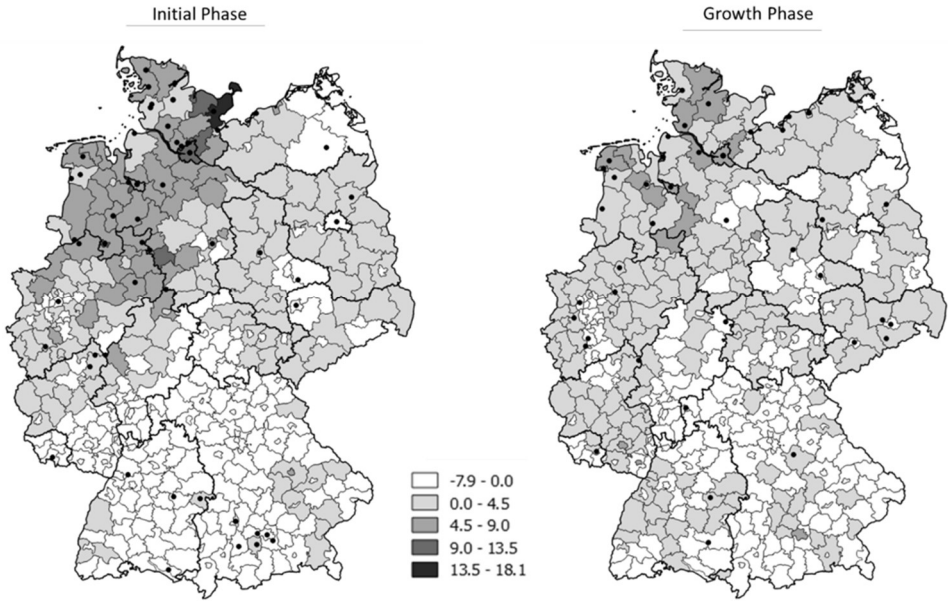 Initial Phase
Growth Phase
-7.9 - 0.0
0.0 - 4.5
4.5 - 9.0
9.0 - 13.5
13.5 - 18.1